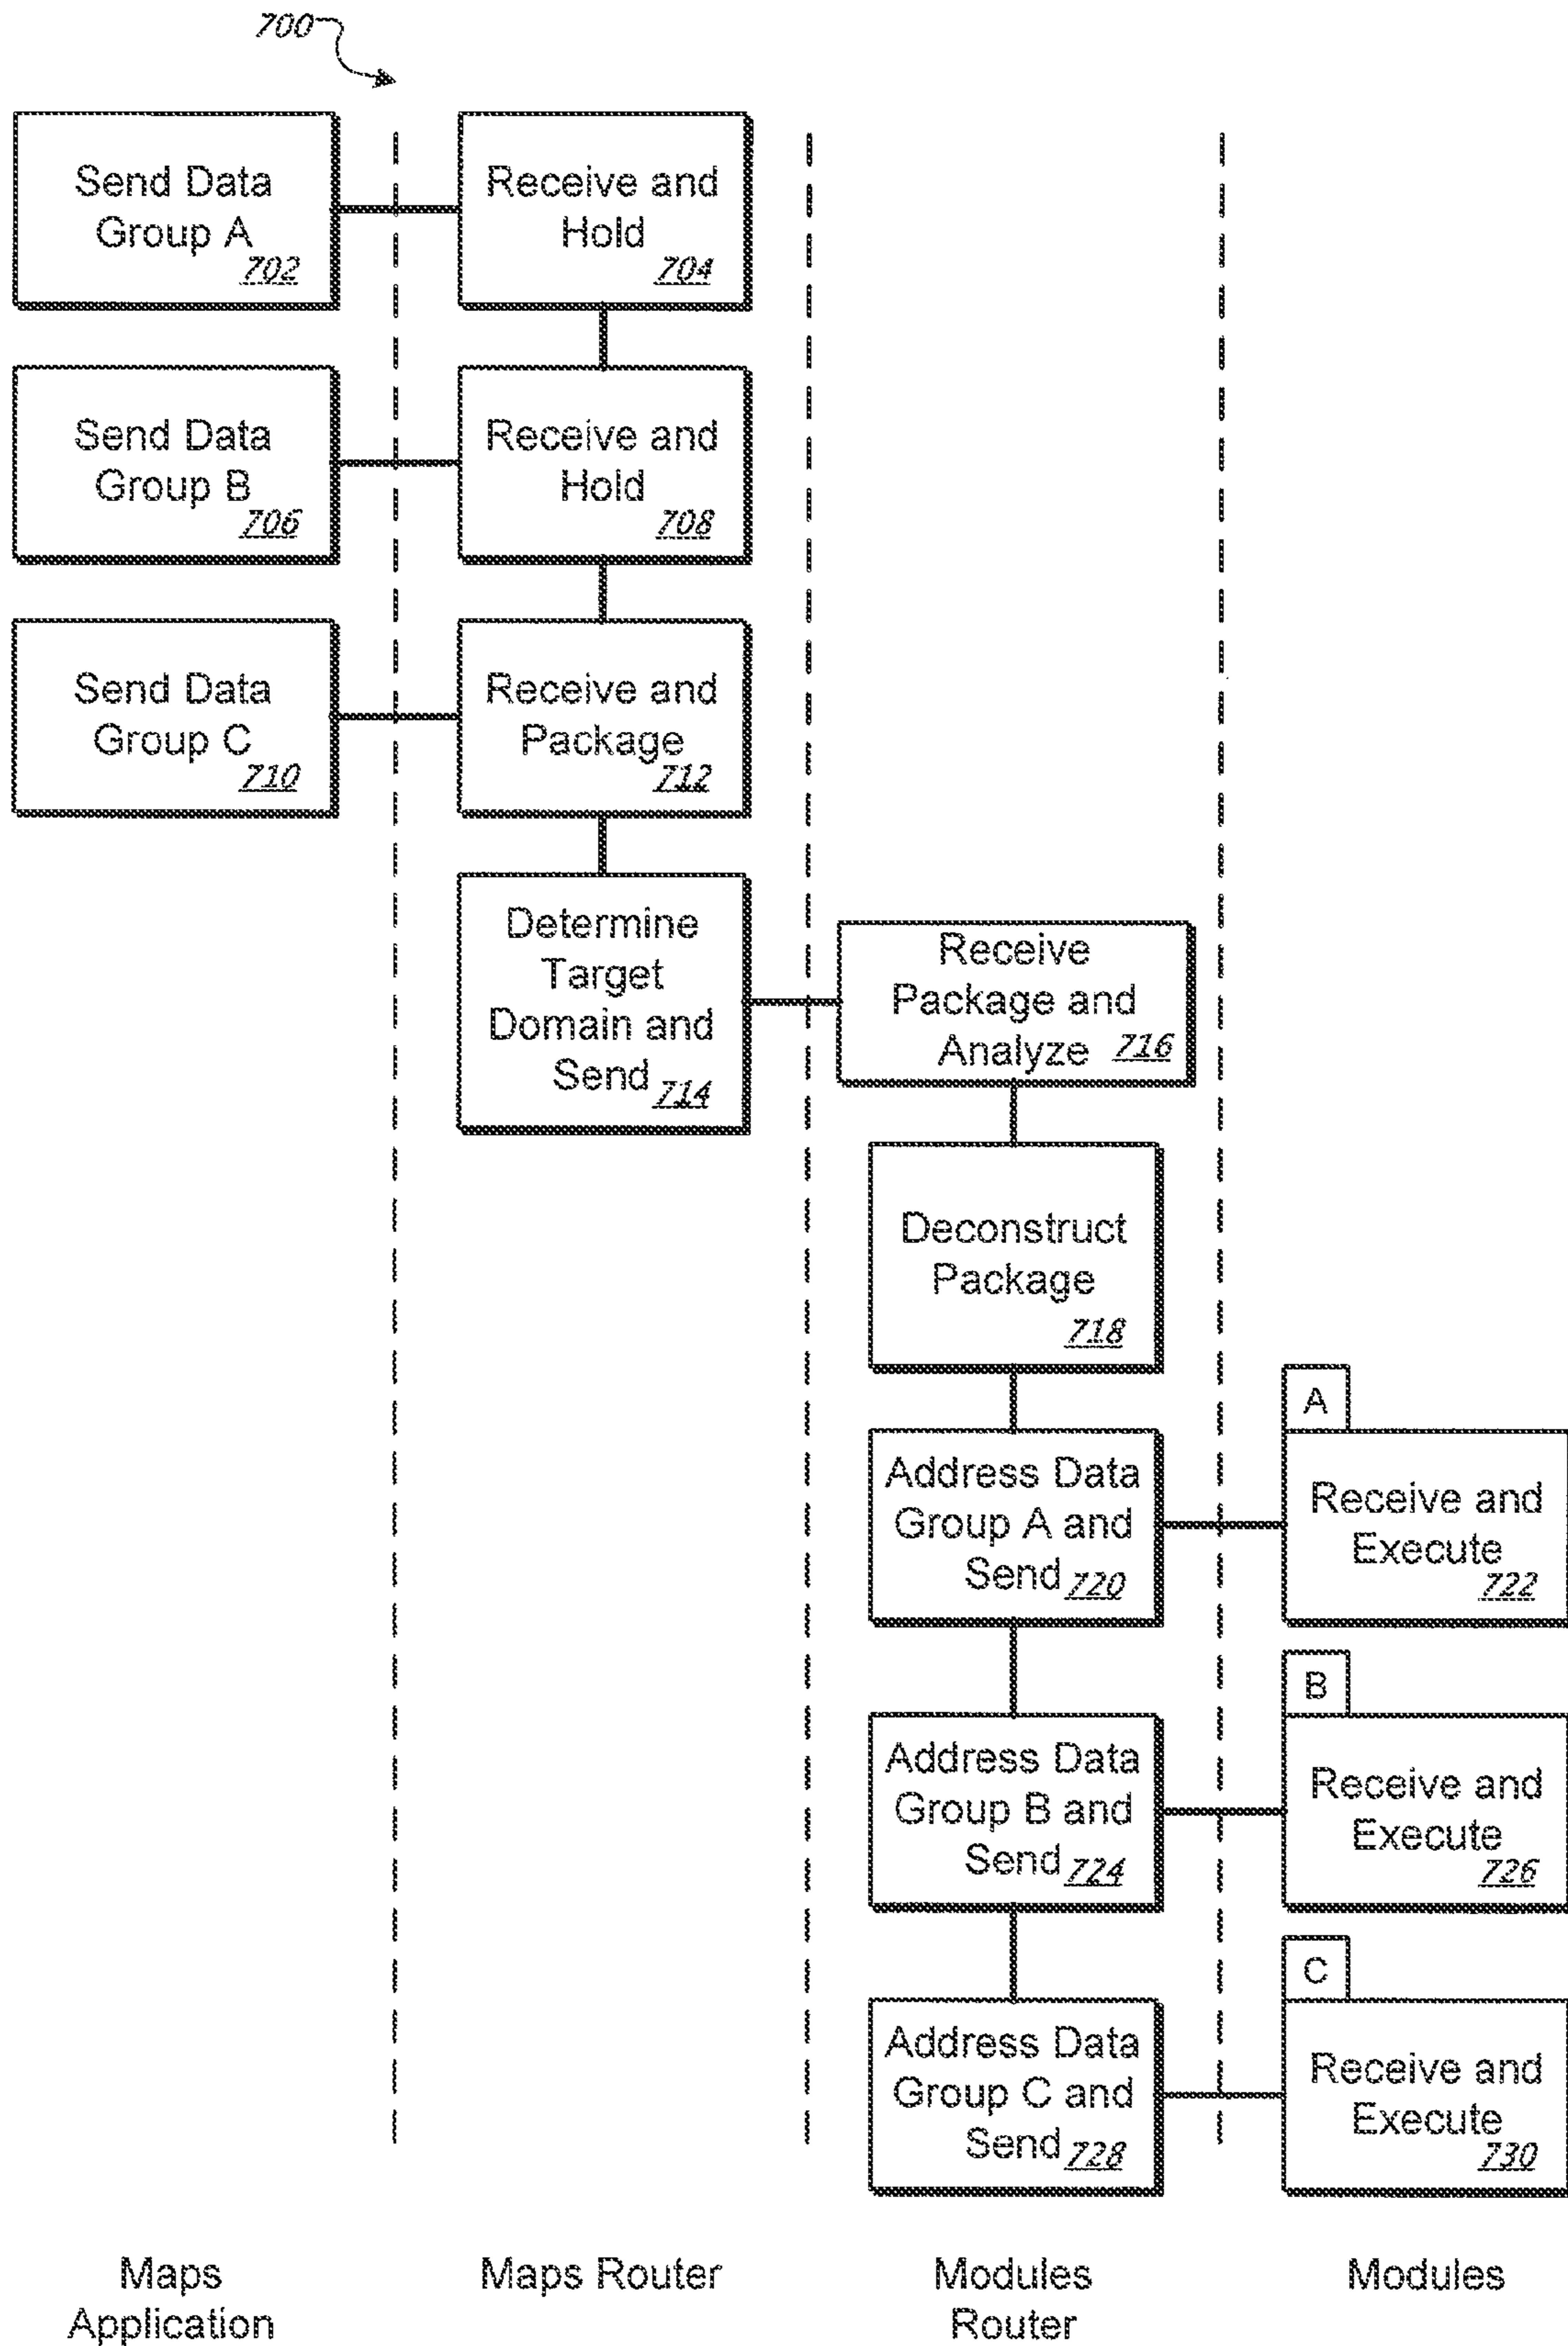 700
Send Data
Group A
702
Receive and
Hold
704
Send Data
Group B
706
Receive and
Hold
708
Send Data
Group C
710
Receive and
Package
712
Determine
Target
Domain and
Send 714
Receive
Package and
Analyze 716
Deconstruct
Package
718
Address Data
Group A and
Send 720
A
Receive and
Execute
722
Address Data
Group B and
Send 724
B
Receive and
Execute
726
Address Data
Group C and
Send 728
C
Receive and
Execute
730
Maps
Application
Maps Router
Modules
Router
Modules